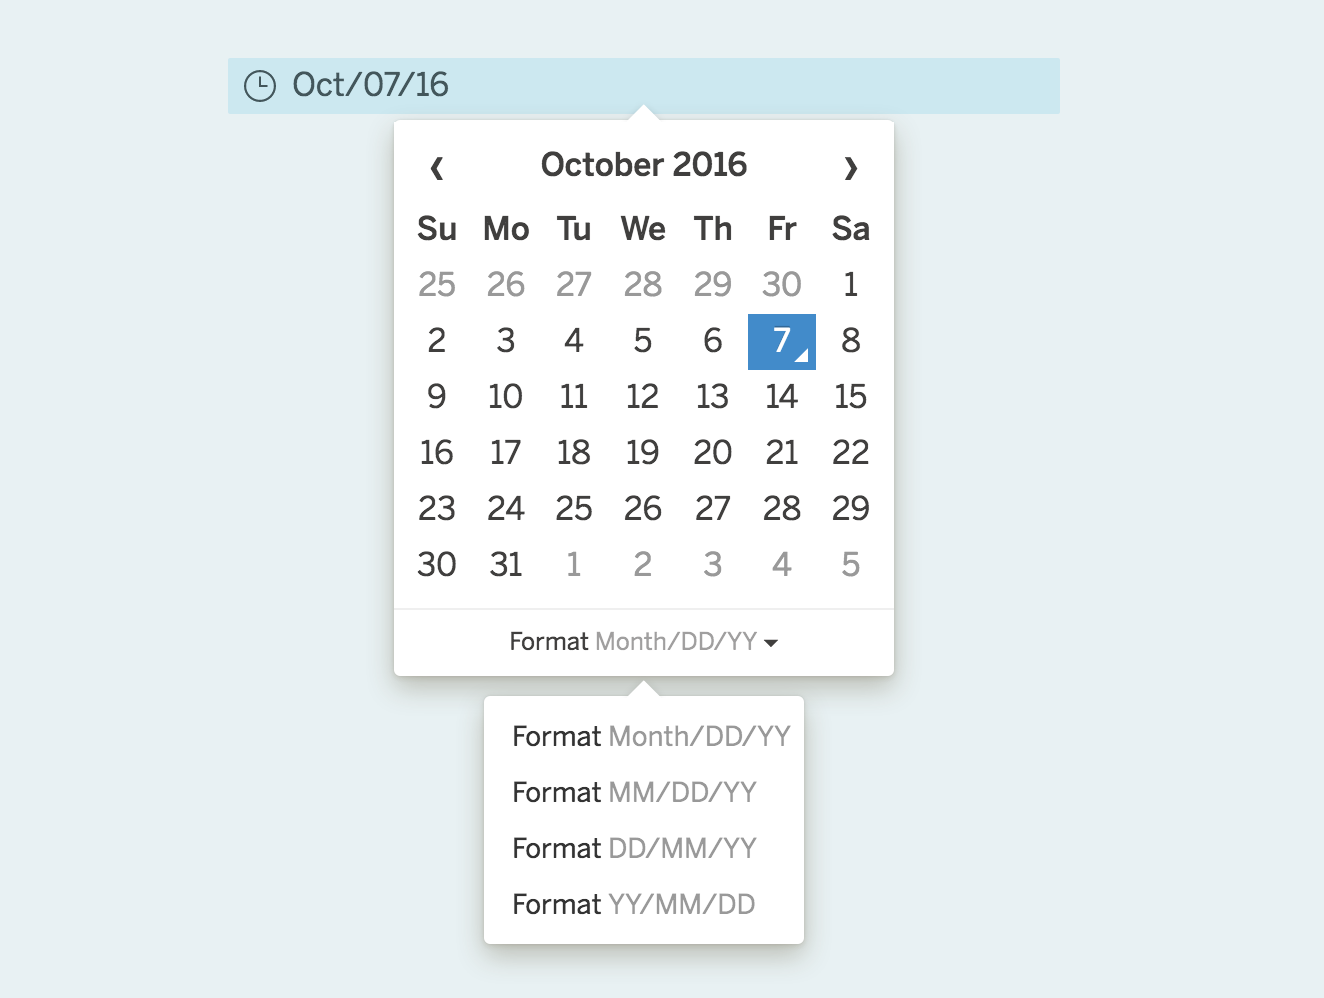 Oct/07/16
‹ October 2016 ›
Su Mo Tu We Th Fr Sa
25 26 27 28 29 30 1
2 3 4 5 6 7 8
9 10 11 12 13 14 15
16 17 18 19 20 21 22
23 24 25 26 27 28 29
30 31 1 2 3 4 5
Format Month/DD/YY
Format Month/DD/YY
Format MM/DD/YY
Format DD/MM/YY
Format YY/MM/DD